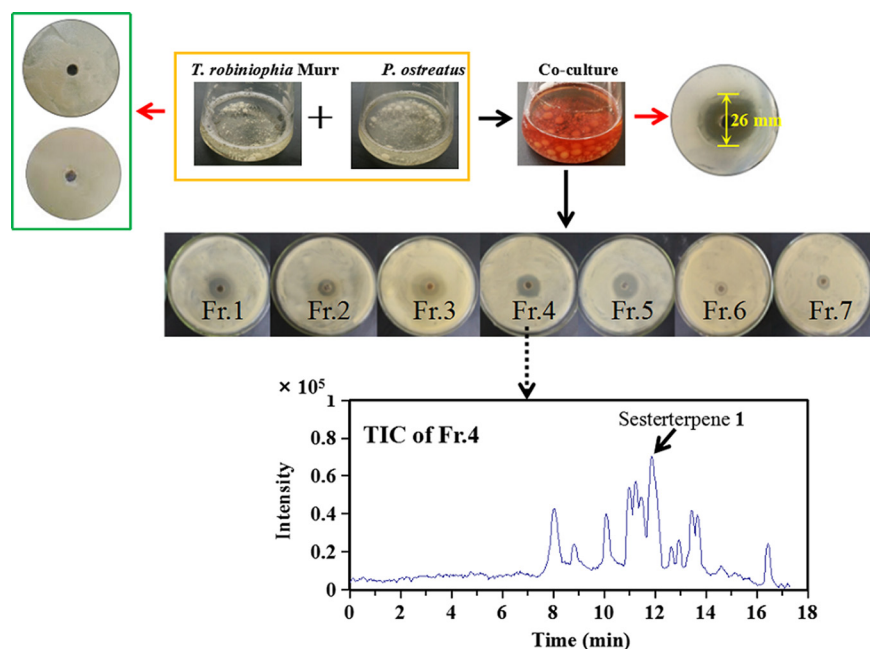 T. robiniophia Murr
+
P. ostreatus
Co-culture
26 mm
Fr.1
Fr.2
Fr.3
Fr.4
Fr.5
Fr.6
Fr.7
× 10⁵
1
0.8
0.6
0.4
0.2
0
Intensity
TIC of Fr.4
Sesterterpene 1
0 2 4 6 8 10 12 14 16 18
Time (min)